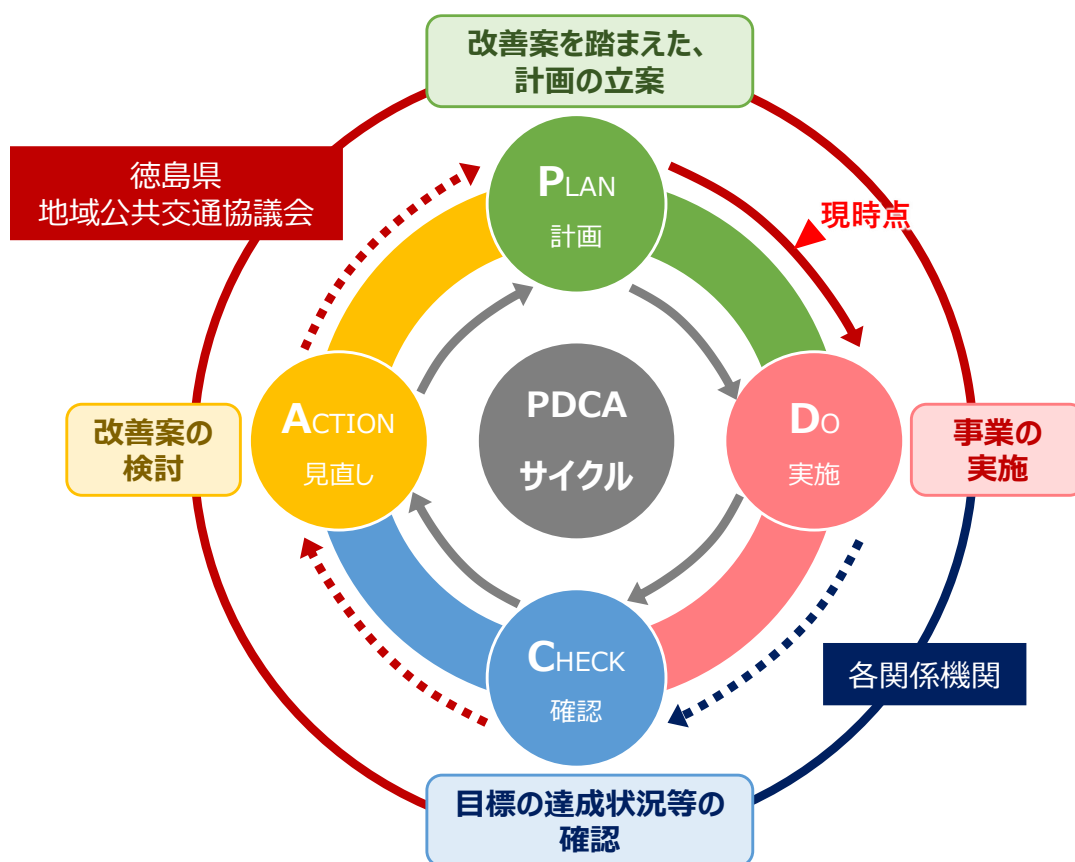 改善案を踏まえた、
計画の立案
徳島県
地域公共交通協議会
PLAN
計画
現時点
改善案の
検討
ACTION
見直し
PDCA
サイクル
DO
実施
事業の
実施
CHECK
確認
各関係機関
目標の達成状況等の
確認